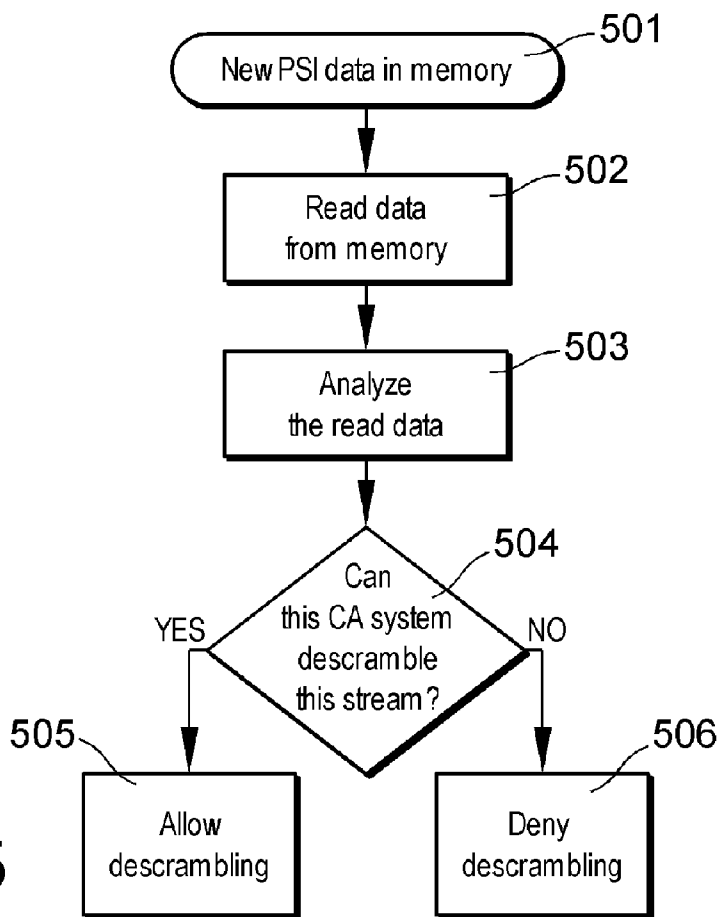 501
New PSI data in memory
502
Read data
from memory
503
Analyze
the read data
504
Can
this CA system
descramble
this stream?
YES
NO
505
506
Allow
descrambling
Deny
descrambling